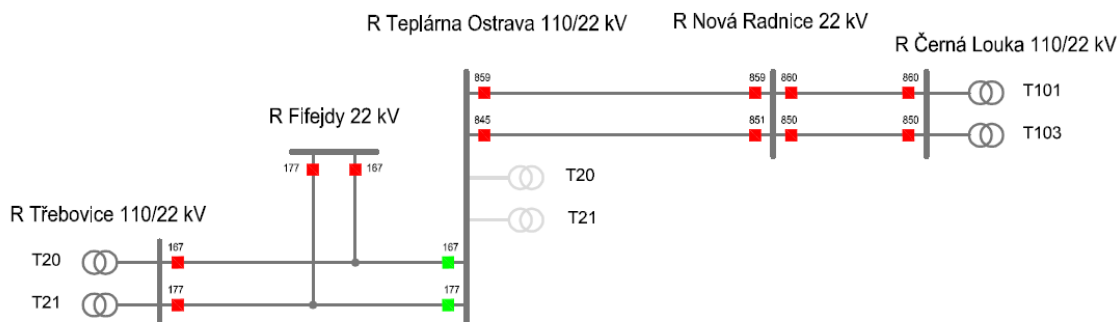 R Teplárna Ostrava 110/22 kV
R Nová Radnice 22 kV
R Černá Louka 110/22 kV
859 859 860 860
T101
845 851 850 850
T103
R Fifejdy 22 kV
177 167
T20
T21
R Třebovice 110/22 kV
T20
167 167
T21
177 177